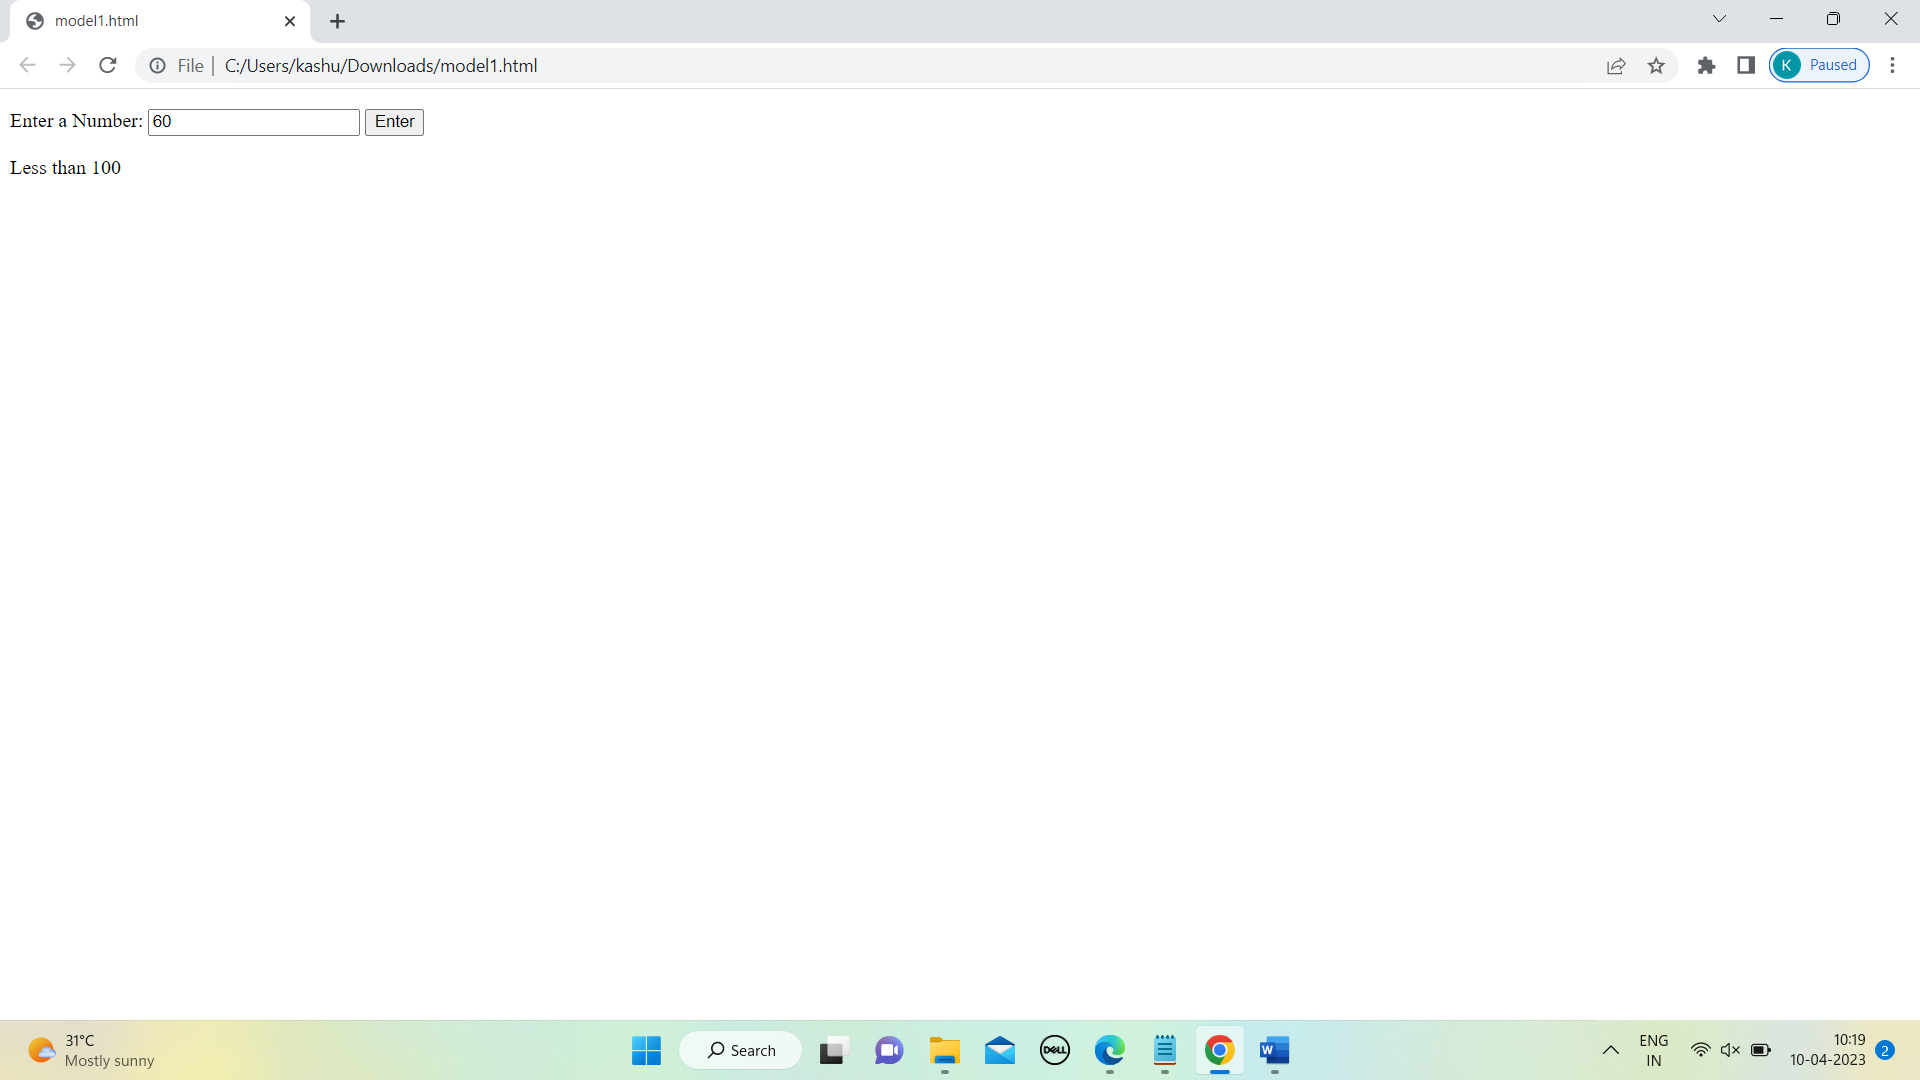 model1.html
File | C:/Users/kashu/Downloads/model1.html
K Paused
Enter a Number: 60 Enter
Less than 100
31°C
Mostly sunny
Search
DELL
W
ENG
IN
10:19
10-04-2023
2